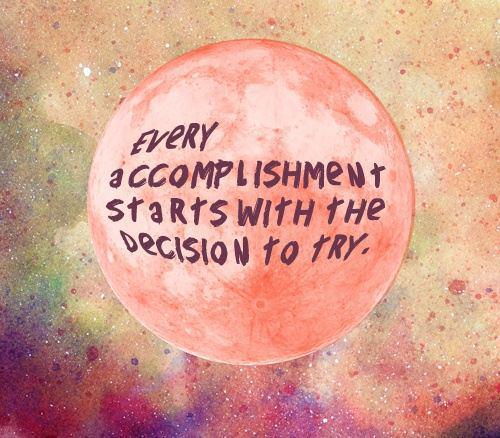 EVERY
aCCOMPLISHMeNt
StaRtS WITH tHe
DeCISION to tRY.